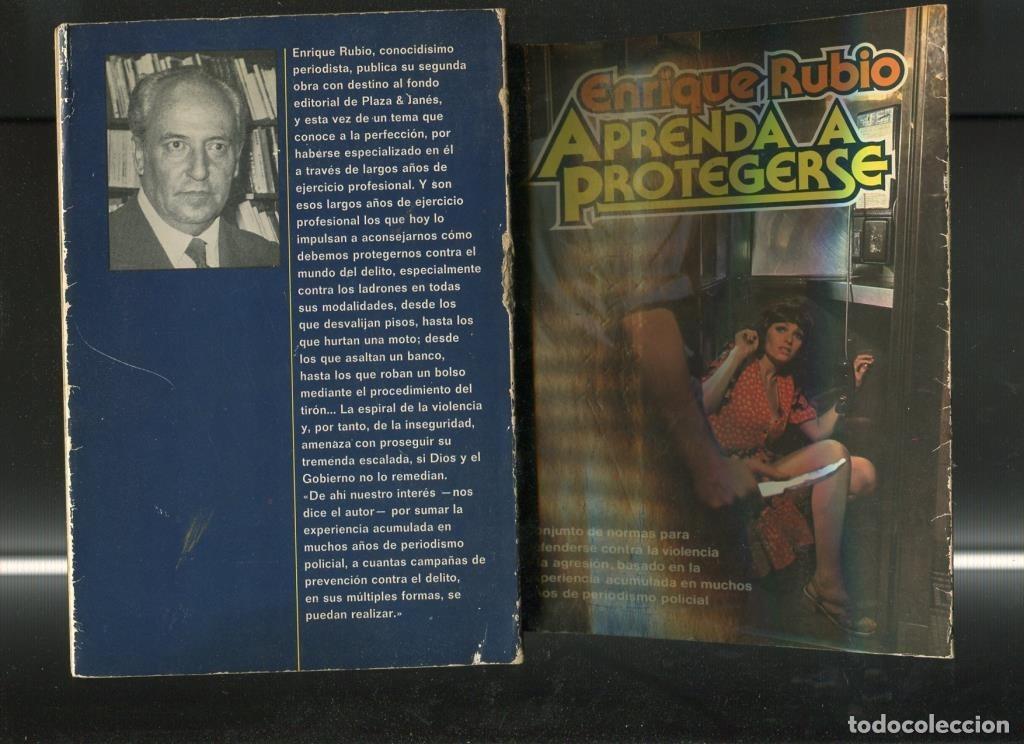 Enrique Rubio, conocidísimo
periodista, publica su segunda
obra con destino al fondo
editorial de Plaza & Janés,
y esta vez de un tema que
conoce a la perfección, por
haberse especializado en él
a través de largos años de
ejercicio profesional. Y son
esos largos años de ejercicio
profesional los que hoy lo
impulsan a aconsejarnos cómo
debemos protegernos contra el
mundo del delito, especialmente
contra los ladrones en todas
sus modalidades, desde los
que desvalijan pisos, hasta los
que hurtan una moto; desde
los que asaltan un banco,
hasta los que roban un bolso
mediante el procedimiento del
tirón... La espiral de la violencia
y, por tanto, de la inseguridad,
amenaza con proseguir su
tremenda escalada, si Dios y el
Gobierno no lo remedian.
«De ahí nuestro interés —nos
dice el autor— por sumar la
experiencia acumulada en
muchos años de periodismo
policial, a cuantas campañas de
prevención contra el delito,
en sus múltiples formas, se
puedan realizar.»
Enrique Rubio
APRENDA A
PROTEGERSE
onjunto de normas para
fenderse contra la violencia
a agresión, basado en la
xperiencia acumulada en muchos
ños de periodismo policial
todocoleccion